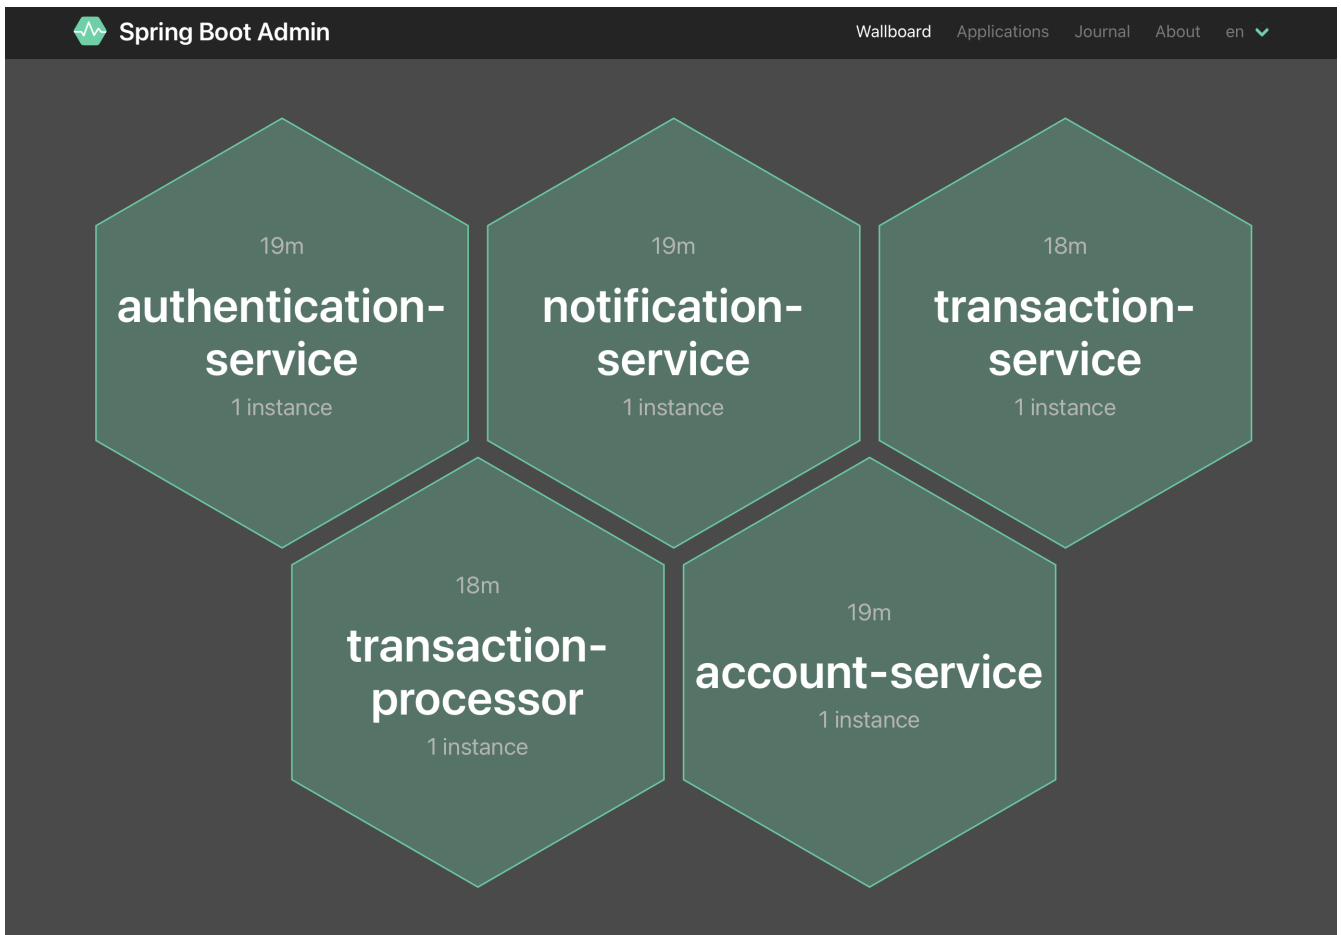 Spring Boot Admin
Wallboard Applications Journal About en
19m
authentication-
service
1 instance
19m
notification-
service
1 instance
18m
transaction-
service
1 instance
18m
transaction-
processor
1 instance
19m
account-service
1 instance